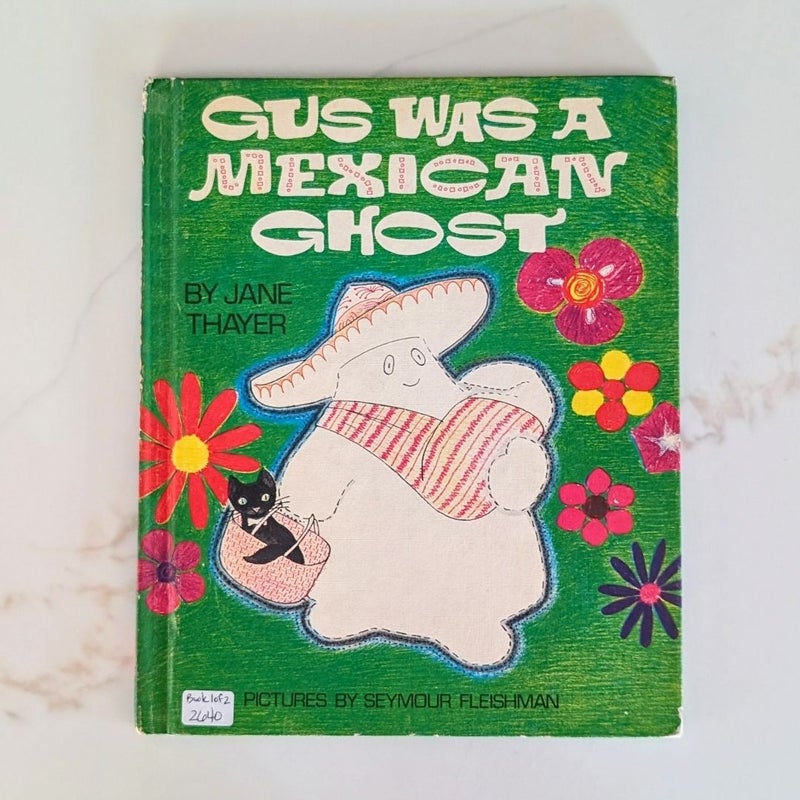 GUS WAS A
MEXICAN
GHOST
BY JANE
THAYER
PICTURES BY SEYMOUR FLEISHMAN
Book 1 of 2
2640